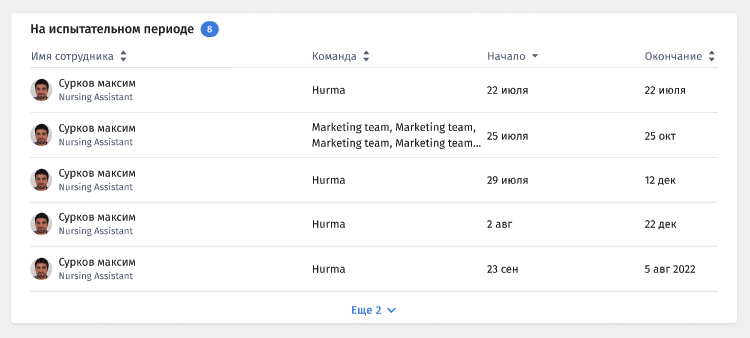 На испытательном периоде 8
Имя сотрудника Команда Начало Окончание
Сурков максим
Nursing Assistant
Hurma 22 июля 22 июля
Сурков максим
Nursing Assistant
Marketing team, Marketing team,
Marketing team, Marketing team...
25 июля 25 окт
Сурков максим
Nursing Assistant
Hurma 29 июля 12 дек
Сурков максим
Nursing Assistant
Hurma 2 авг 22 дек
Сурков максим
Nursing Assistant
Hurma 23 сен 5 авг 2022
Еще 2